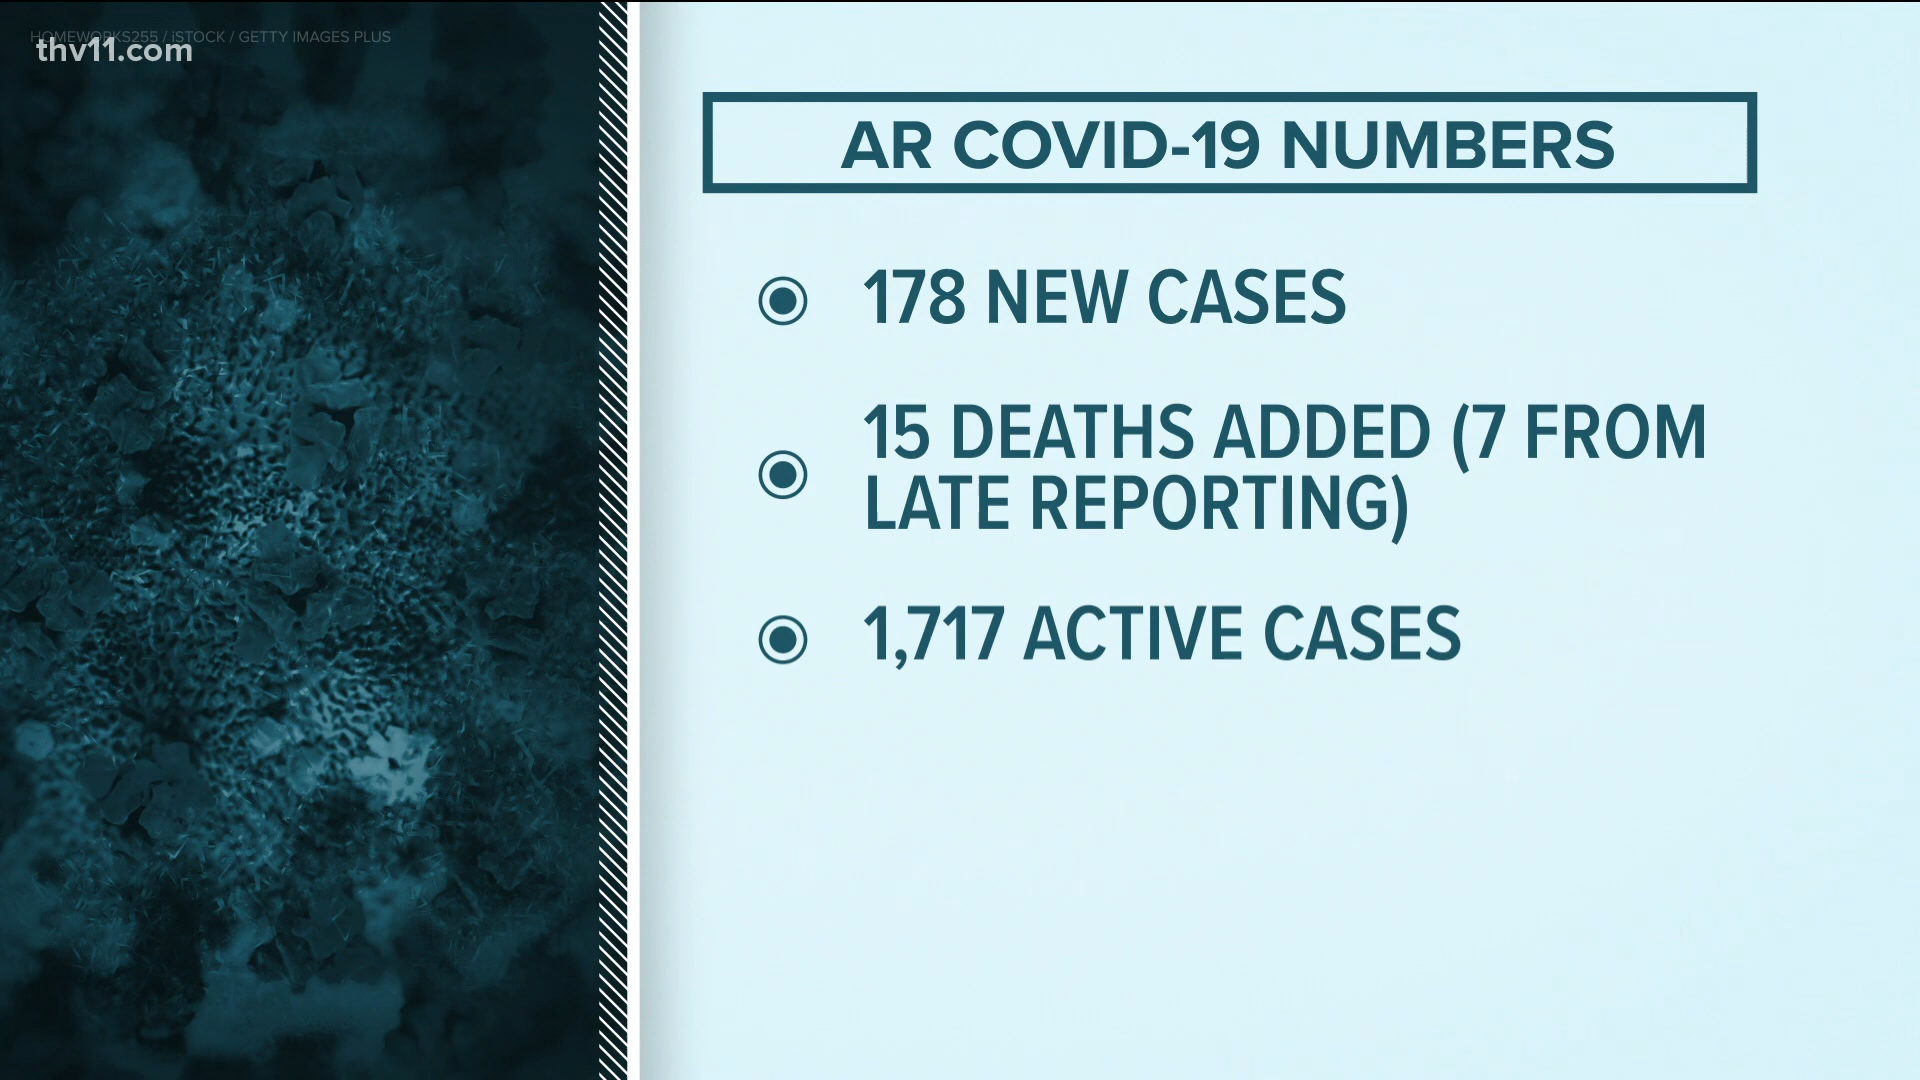 HOMEWORKS255 / iSTOCK / GETTY IMAGES PLUS
thv11.com
AR COVID-19 NUMBERS
178 NEW CASES
15 DEATHS ADDED (7 FROM
LATE REPORTING)
1,717 ACTIVE CASES